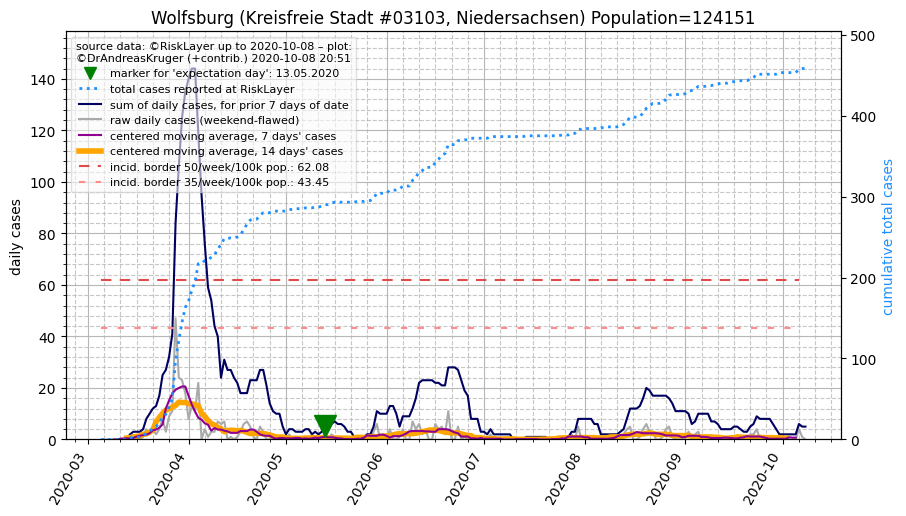 Wolfsburg (Kreisfreie Stadt #03103, Niedersachsen) Population=124151
source data: ©RiskLayer up to 2020-10-08 – plot:
©DrAndreasKruger (+contrib.) 2020-10-08 20:51
marker for 'expectation day': 13.05.2020
total cases reported at RiskLayer
sum of daily cases, for prior 7 days of date
raw daily cases (weekend-flawed)
centered moving average, 7 days' cases
centered moving average, 14 days' cases
incid. border 50/week/100k pop.: 62.08
incid. border 35/week/100k pop.: 43.45
daily cases
140
120
100
80
60
40
20
0
cumulative total cases
500
400
300
200
100
0
2020-03
2020-04
2020-05
2020-06
2020-07
2020-08
2020-09
2020-10